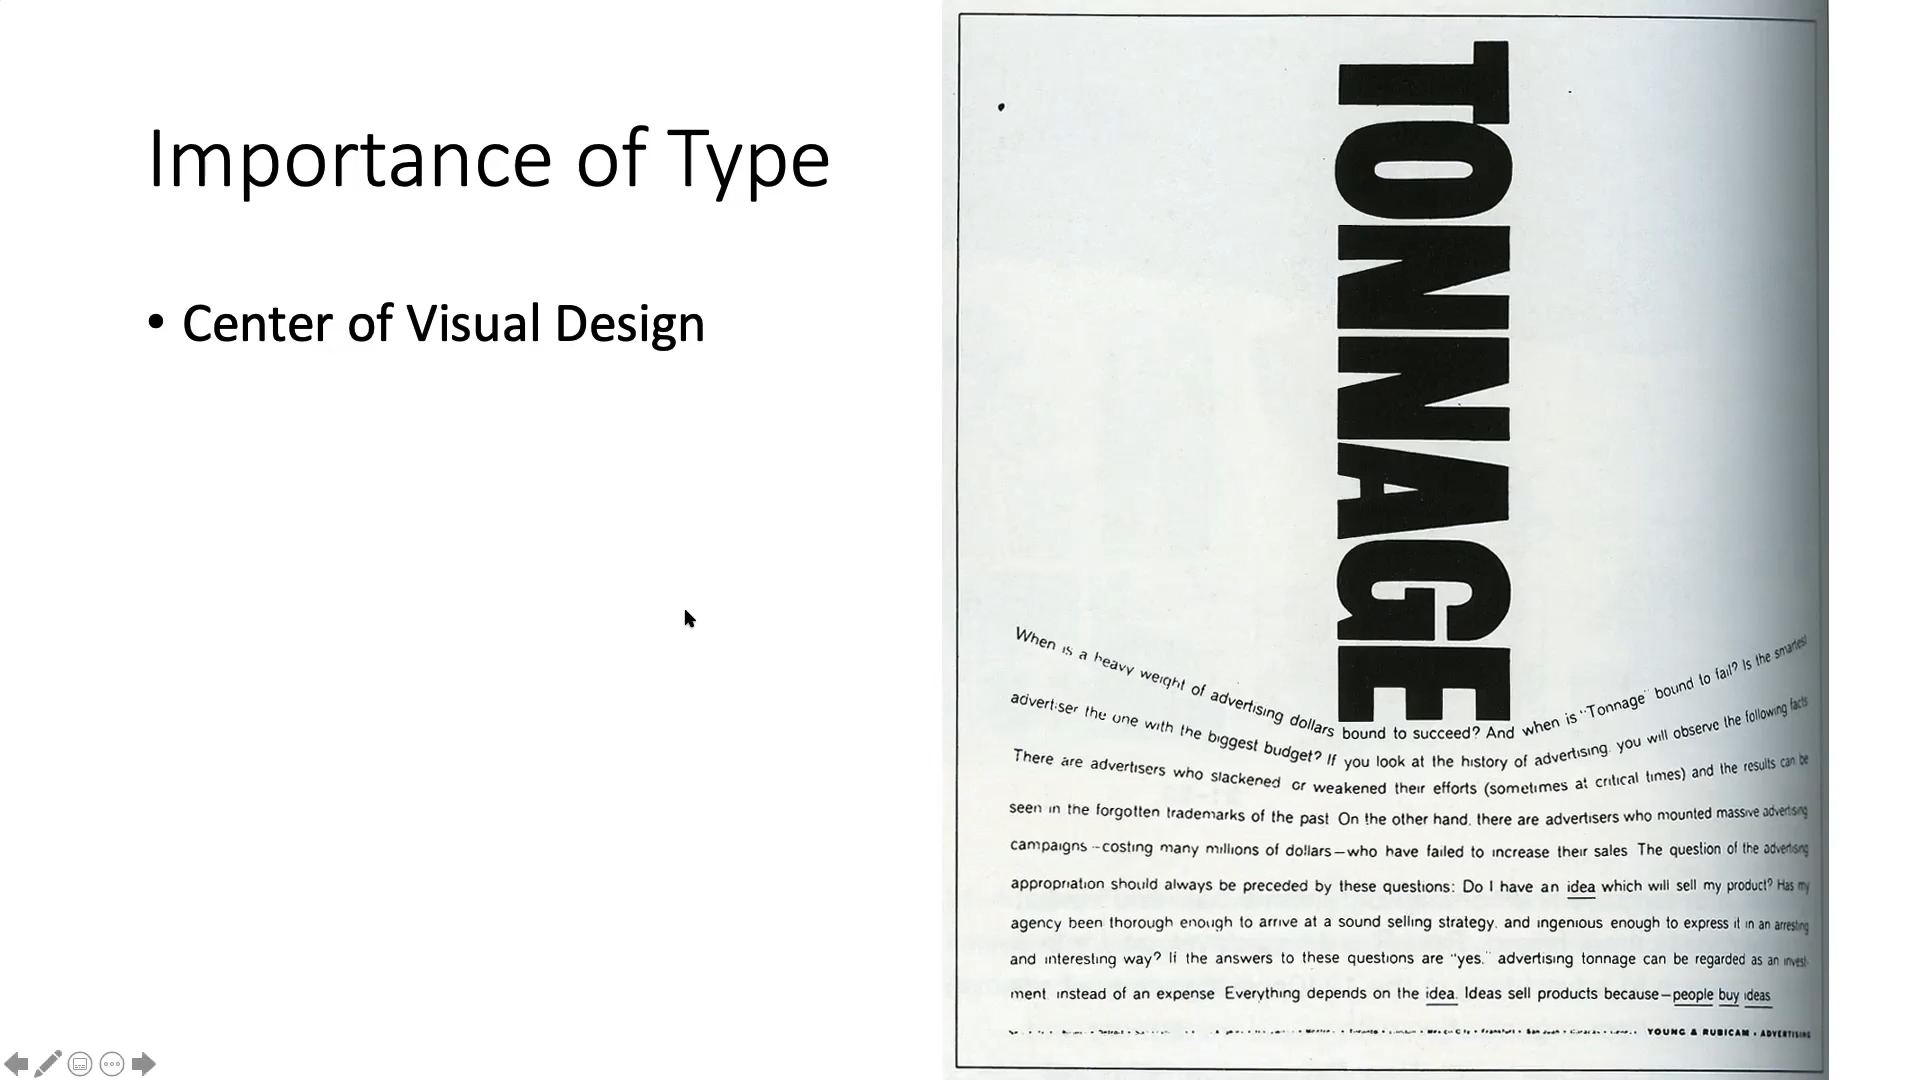 Importance of Type
• Center of Visual Design
TONNAGE
When is a heavy weight of advertising dollars bound to succeed? And when is "Tonnage" bound to fail? Is the smartest
advertiser the one with the biggest budget? If you look at the history of advertising, you will observe the following facts
There are advertisers who slackened or weakened their efforts (sometimes at critical times) and the results can be
seen in the forgotten trademarks of the past On the other hand, there are advertisers who mounted massive advertising
campaigns--costing many millions of dollars—who have failed to increase their sales The question of the advertising
appropriation should always be preceded by these questions: Do I have an idea which will sell my product? Has my
agency been thorough enough to arrive at a sound selling strategy, and ingenious enough to express it in an arresting
and interesting way? If the answers to these questions are "yes," advertising tonnage can be regarded as an invest-
ment instead of an expense Everything depends on the idea. Ideas sell products because—people buy ideas
YOUNG & RUBICAM • ADVERTISING